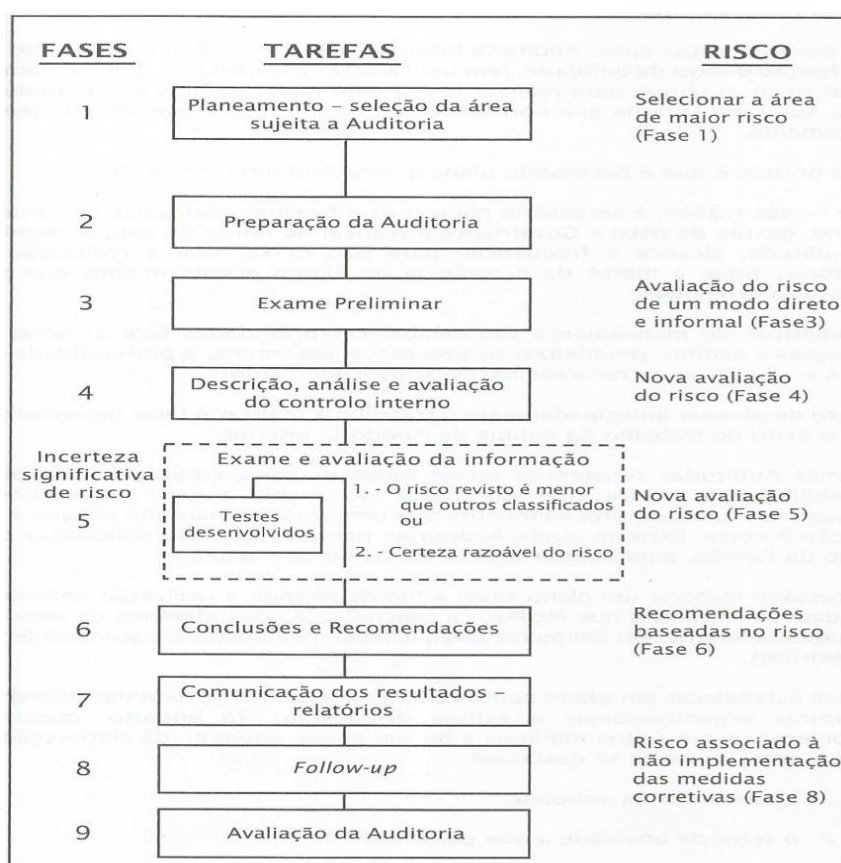 FASES TAREFAS RISCO
1 Planeamento – seleção da área Selecionar a área
sujeita a Auditoria de maior risco
(Fase 1)
2 Preparação da Auditoria
3 Exame Preliminar Avaliação do risco
de um modo direto
e informal (Fase3)
4 Descrição, análise e avaliação Nova avaliação
do controlo interno do risco (Fase 4)
Incerteza
significativa
de risco
5
Exame e avaliação da informação
Testes
desenvolvidos
1. - Risco revisto é menor
que outros classificados
ou
2. - Certeza razoável do risco
Nova avaliação
do risco (Fase 5)
6 Conclusões e recomendações Recomendações
baseadas no risco
(Fase 6)
7 Comunicação dos resultados –
relatórios
8 Follow-up Risco associado à
não implementação
das medidas
corretivas (Fase 8)
9 Avaliação da Auditoria